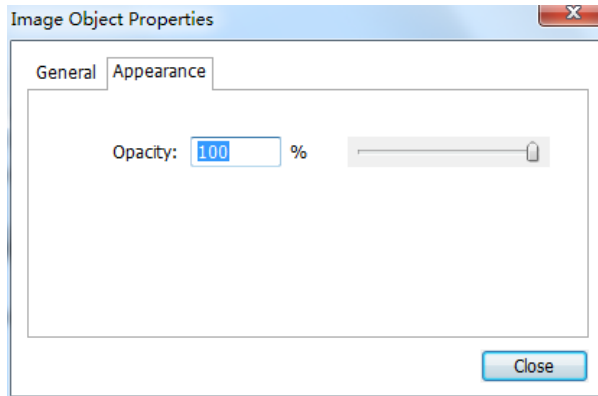 Image Object Properties
General Appearance
Opacity: 100 %
Close